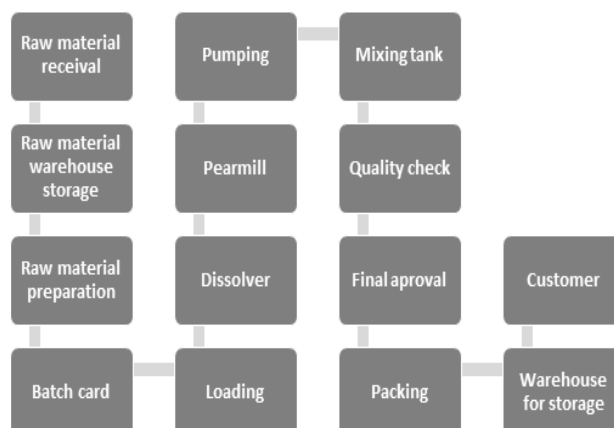 Raw material
receival
Raw material
warehouse
storage
Raw material
preparation
Batch card
Loading
Dissolver
Pearmill
Pumping
Mixing tank
Quality check
Final aproval
Packing
Warehouse
for storage
Customer